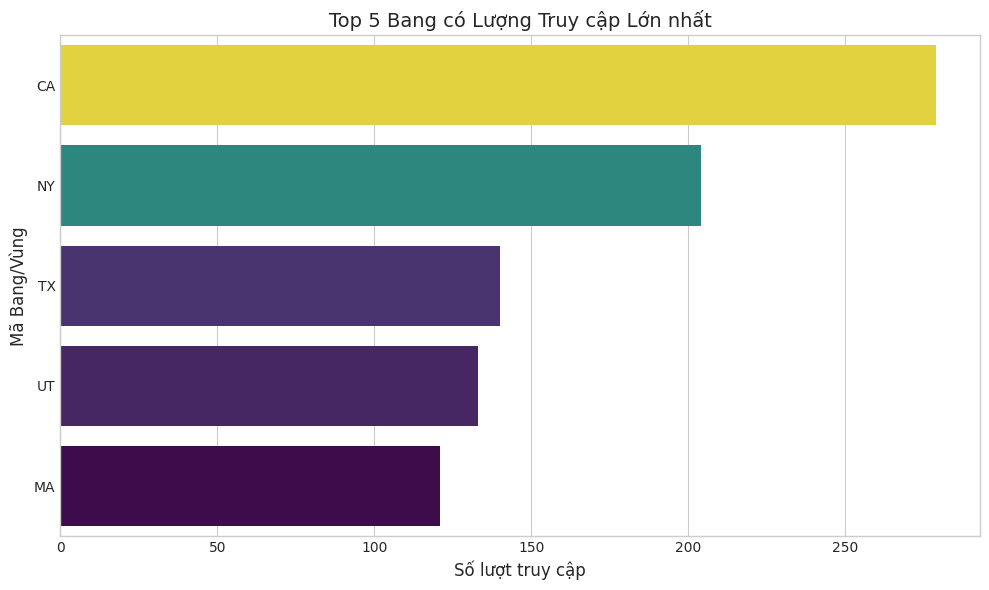 Top 5 Bang có Lượng Truy cập Lớn nhất
Mã Bang/Vùng
CA
NY
TX
UT
MA
0 50 100 150 200 250
Số lượt truy cập